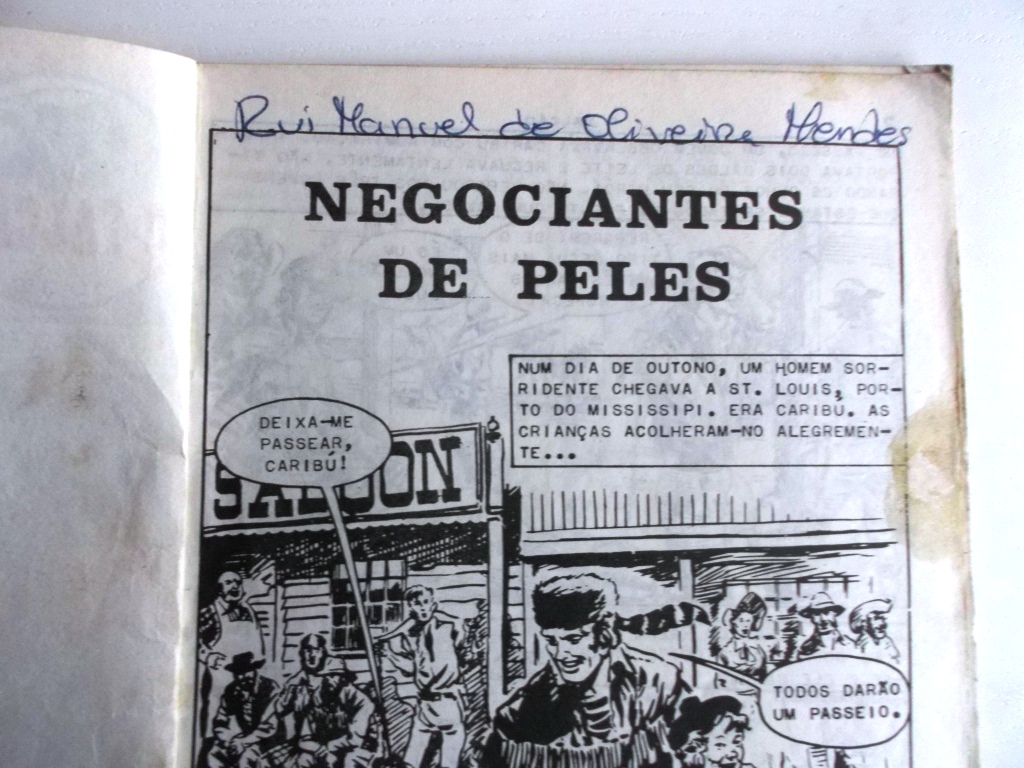 Rui Manuel de Oliveira Mendes
NEGOCIANTES
DE PELES
NUM DIA DE OUTONO, UM HOMEM SOR-
RIDENTE CHEGAVA A ST. LOUIS, POR-
TO DO MISSISSIPI. ERA CARIBU. AS
CRIANÇAS ACOLHERAM-NO ALEGREMEN-
TE...
DEIXA-ME
PASSEAR,
CARIBÚ!
SALOON
TODOS DARÃO
UM PASSEIO.